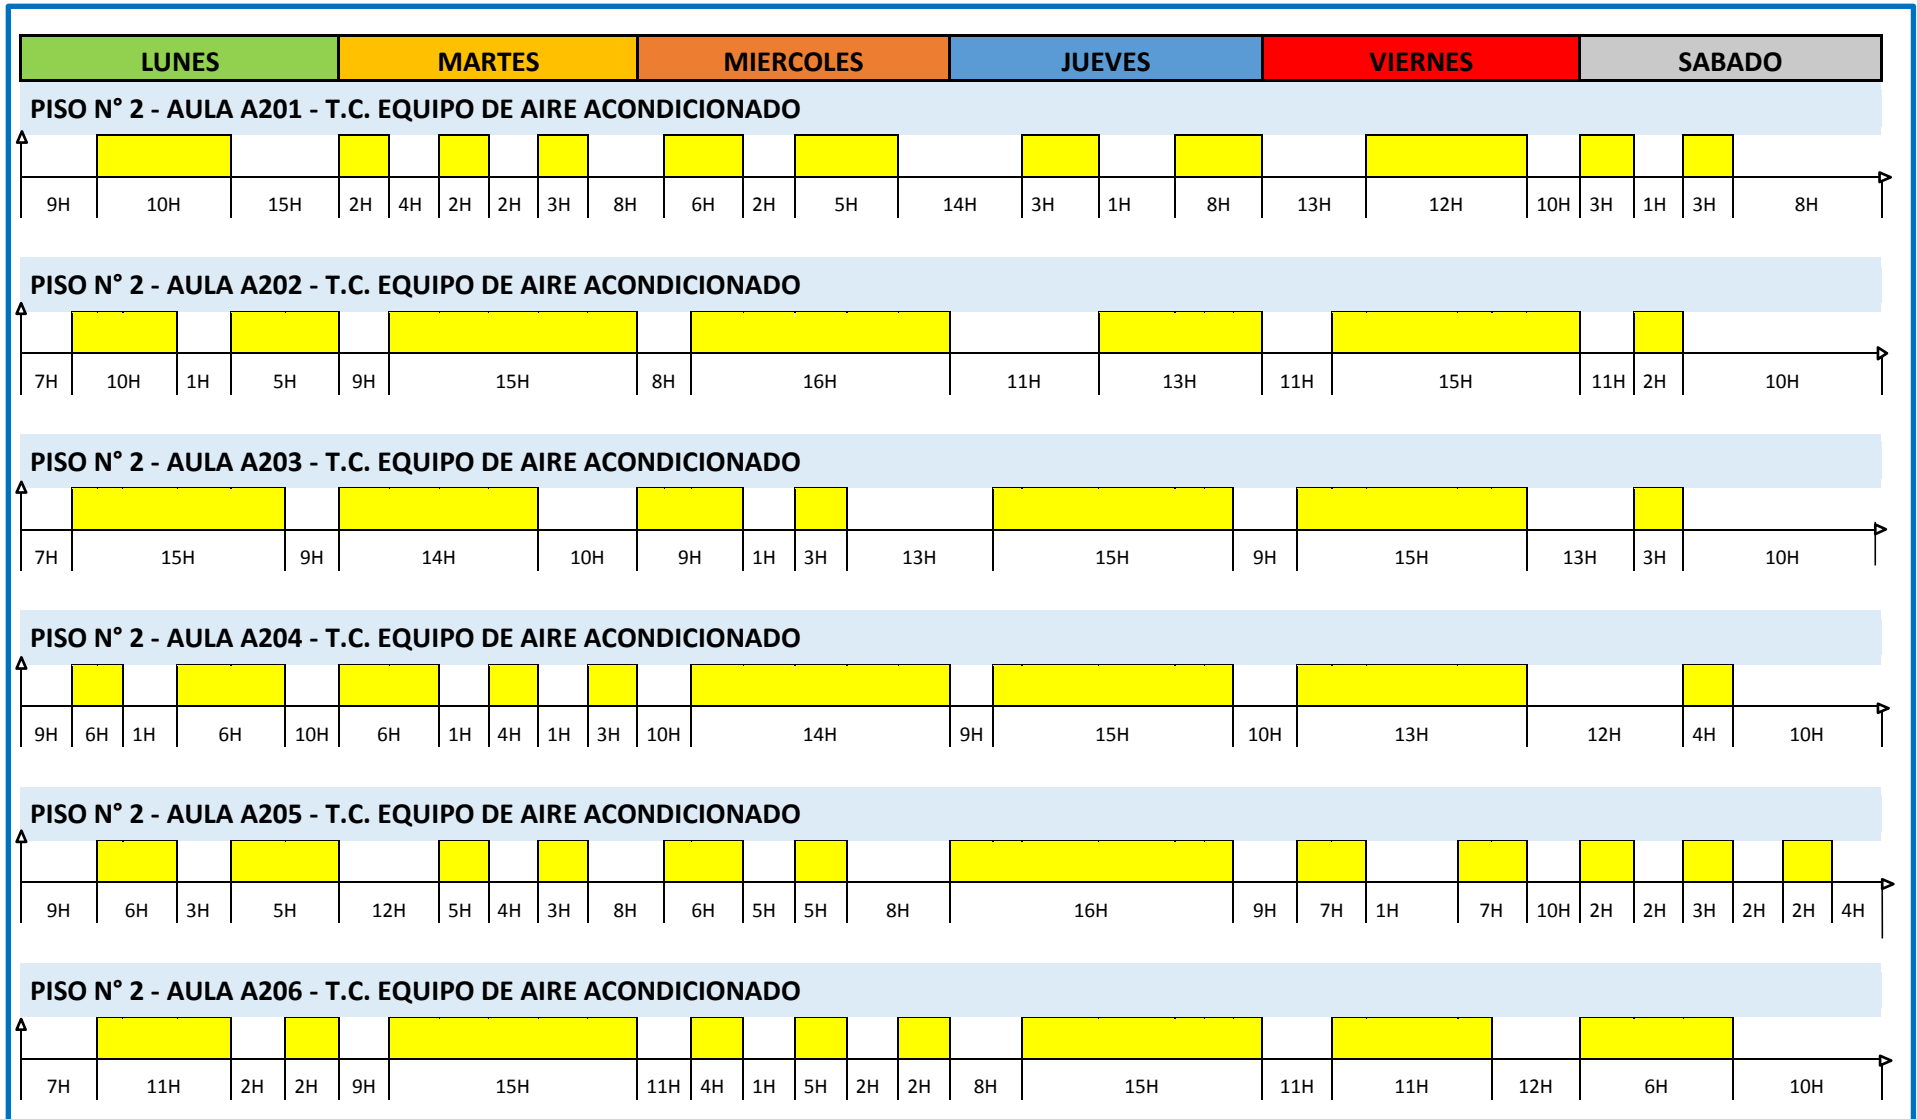 LUNES MARTES MIERCOLES JUEVES VIERNES SABADO
PISO N° 2 - AULA A201 - T.C. EQUIPO DE AIRE ACONDICIONADO
9H 10H 15H 2H 4H 2H 2H 3H 8H 6H 2H 5H 14H 3H 1H 8H 13H 12H 10H 3H 1H 3H 8H
PISO N° 2 - AULA A202 - T.C. EQUIPO DE AIRE ACONDICIONADO
7H 10H 1H 5H 9H 15H 8H 16H 11H 13H 11H 15H 11H 2H 10H
PISO N° 2 - AULA A203 - T.C. EQUIPO DE AIRE ACONDICIONADO
7H 15H 9H 14H 10H 9H 1H 3H 13H 15H 9H 15H 13H 3H 10H
PISO N° 2 - AULA A204 - T.C. EQUIPO DE AIRE ACONDICIONADO
9H 6H 1H 6H 10H 6H 1H 4H 1H 3H 10H 14H 9H 15H 10H 13H 12H 4H 10H
PISO N° 2 - AULA A205 - T.C. EQUIPO DE AIRE ACONDICIONADO
9H 6H 3H 5H 12H 5H 4H 3H 8H 6H 5H 5H 8H 16H 9H 7H 1H 7H 10H 2H 2H 3H 2H 2H 4H
PISO N° 2 - AULA A206 - T.C. EQUIPO DE AIRE ACONDICIONADO
7H 11H 2H 2H 9H 15H 11H 4H 1H 5H 2H 2H 8H 15H 11H 11H 12H 6H 10H